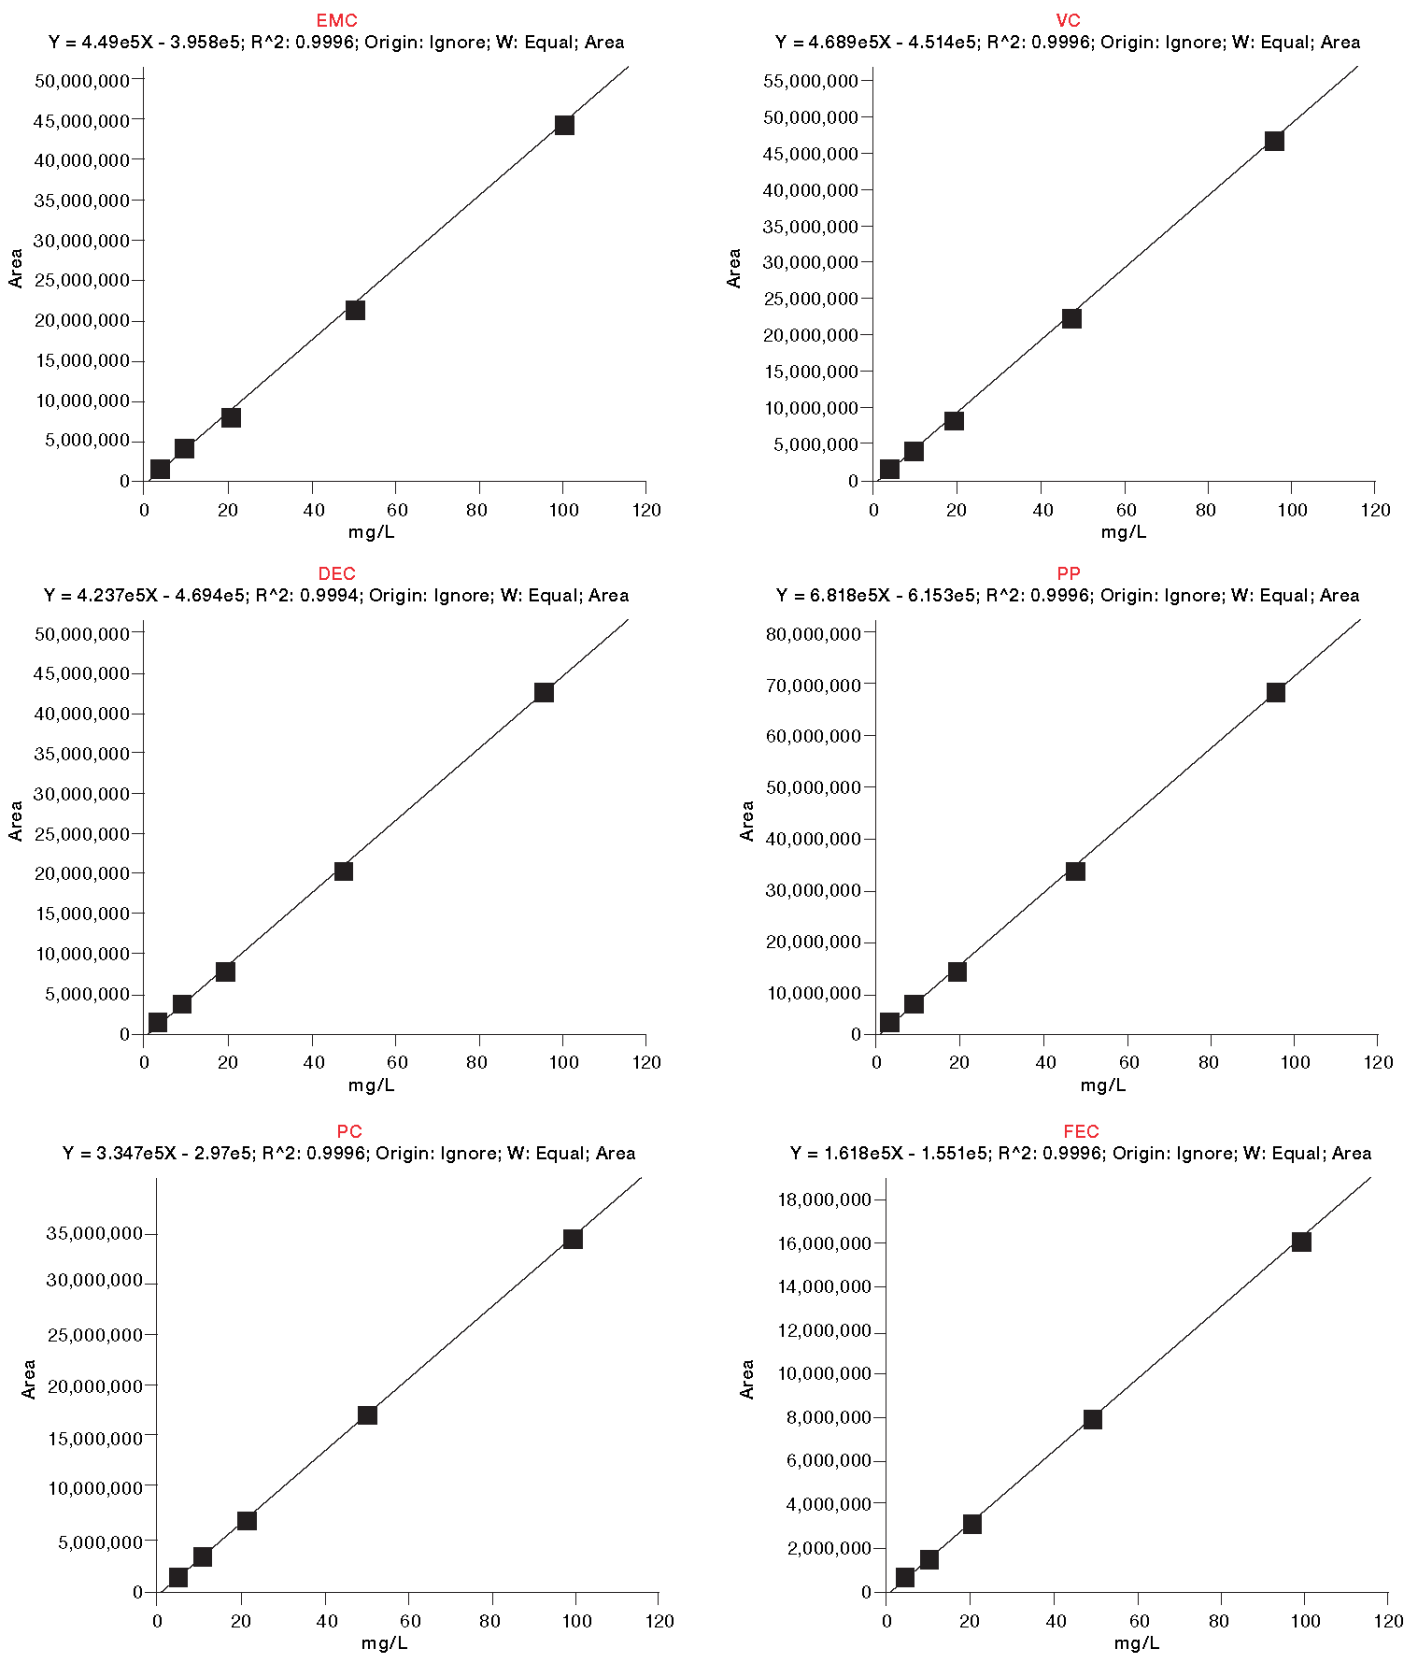 EMC
Y = 4.49e5X - 3.958e5; R^2: 0.9996; Origin: Ignore; W: Equal; Area
50,000,000
45,000,000
40,000,000
35,000,000
30,000,000
25,000,000
20,000,000
15,000,000
10,000,000
5,000,000
0
Area
0 20 40 60 80 100 120
mg/L
VC
Y = 4.689e5X - 4.514e5; R^2: 0.9996; Origin: Ignore; W: Equal; Area
55,000,000
50,000,000
45,000,000
40,000,000
35,000,000
30,000,000
25,000,000
20,000,000
15,000,000
10,000,000
5,000,000
0
Area
0 20 40 60 80 100 120
mg/L
DEC
Y = 4.237e5X - 4.694e5; R^2: 0.9994; Origin: Ignore; W: Equal; Area
50,000,000
45,000,000
40,000,000
35,000,000
30,000,000
25,000,000
20,000,000
15,000,000
10,000,000
5,000,000
0
Area
0 20 40 60 80 100 120
mg/L
PP
Y = 6.818e5X - 6.153e5; R^2: 0.9996; Origin: Ignore; W: Equal; Area
80,000,000
70,000,000
60,000,000
50,000,000
40,000,000
30,000,000
20,000,000
10,000,000
0
Area
0 20 40 60 80 100 120
mg/L
PC
Y = 3.347e5X - 2.97e5; R^2: 0.9996; Origin: Ignore; W: Equal; Area
35,000,000
30,000,000
25,000,000
20,000,000
15,000,000
10,000,000
5,000,000
0
Area
0 20 40 60 80 100 120
mg/L
FEC
Y = 1.618e5X - 1.551e5; R^2: 0.9996; Origin: Ignore; W: Equal; Area
18,000,000
16,000,000
14,000,000
12,000,000
10,000,000
8,000,000
6,000,000
4,000,000
2,000,000
0
Area
0 20 40 60 80 100 120
mg/L